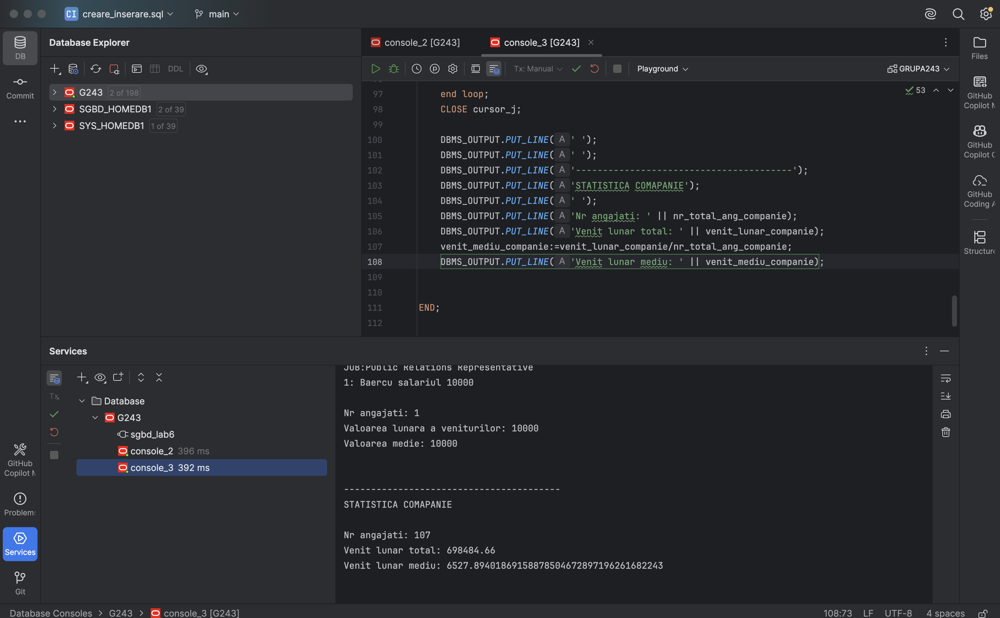 CI creare_inserare.sql main
DB
Commit
Database Explorer
DDL
G243 2 of 198
SGBD_HOMEDB1 2 of 39
SYS_HOMEDB1 1 of 39
console_2 [G243] console_3 [G243]
Tx: Manual Playground GRUPA243
53
97 end loop;
98 CLOSE cursor_j;
99
100 DBMS_OUTPUT.PUT_LINE( A ' ');
101 DBMS_OUTPUT.PUT_LINE( A ' ');
102 DBMS_OUTPUT.PUT_LINE( A '----------------------------------------');
103 DBMS_OUTPUT.PUT_LINE( A 'STATISTICA COMAPANIE');
104 DBMS_OUTPUT.PUT_LINE( A ' ');
105 DBMS_OUTPUT.PUT_LINE( A 'Nr angajati: ' || nr_total_ang_companie);
106 DBMS_OUTPUT.PUT_LINE( A 'Venit lunar total: ' || venit_lunar_companie);
107 venit_mediu_companie:=venit_lunar_companie/nr_total_ang_companie;
108 DBMS_OUTPUT.PUT_LINE( A 'Venit lunar mediu: ' || venit_mediu_companie);
109
110
111 END;
112
Files
GitHub
Copilot
GitHub
Copilot
GitHub
Coding
Structure
Services
Tx
Database
G243
sgbd_lab6
console_2 396 ms
console_3 392 ms
JOB:Public Relations Representative
1: Baercu salariul 10000
Nr angajati: 1
Valoarea lunara a veniturilor: 10000
Valoarea medie: 10000
----------------------------------------
STATISTICA COMAPANIE
Nr angajati: 107
Venit lunar total: 698484.66
Venit lunar mediu: 6527.89401869158878504672897196261682243
GitHub
Copilot
Problems
Services
Git
Database Consoles > G243 > console_3 [G243]
108:73 LF UTF-8 4 spaces